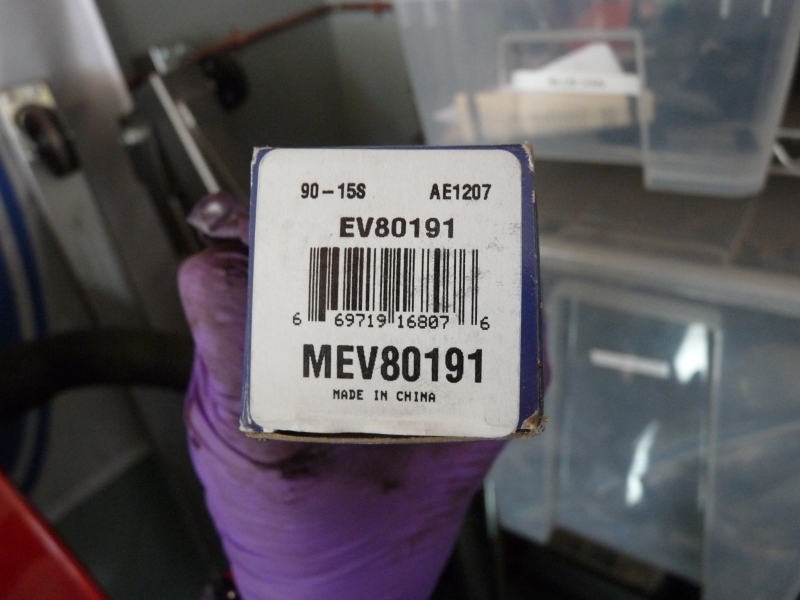 90-15S AE1207
EV80191
6 69719 16807 6
MEV80191
MADE IN CHINA